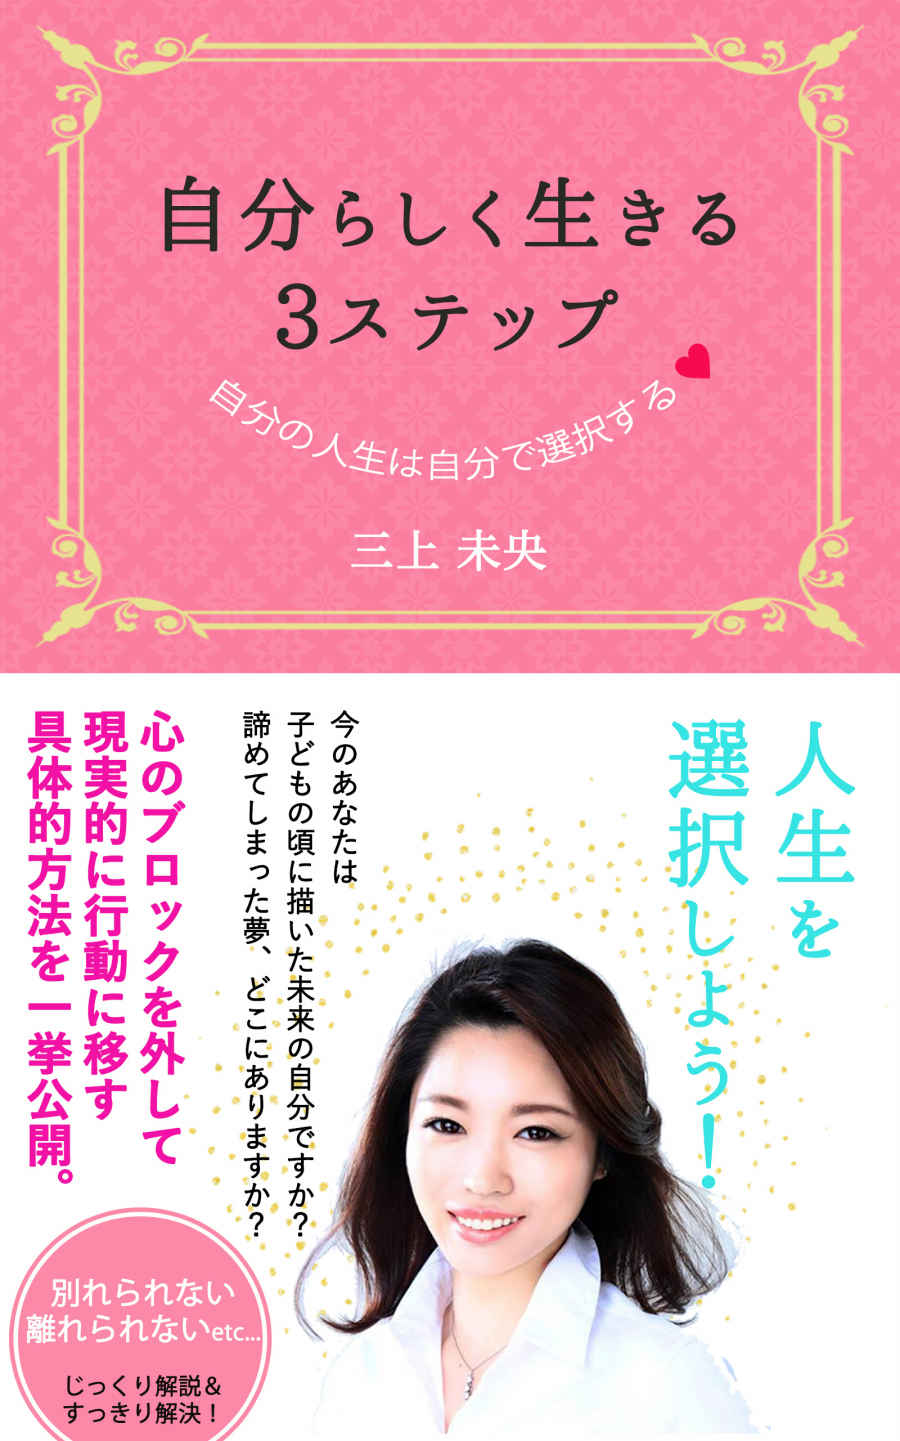 自分らしく生きる
3ステップ
自分の人生は自分で選択する
三上 未央
人生を
選択しよう!
今のあなたは
子どもの頃に描いた未来の自分ですか?
諦めてしまった夢、どこにありますか?
心のブロックを外して
現実的に行動に移す
具体的方法を一挙公開。
別れられない
離れられないetc...
じっくり解説&
すっきり解決!